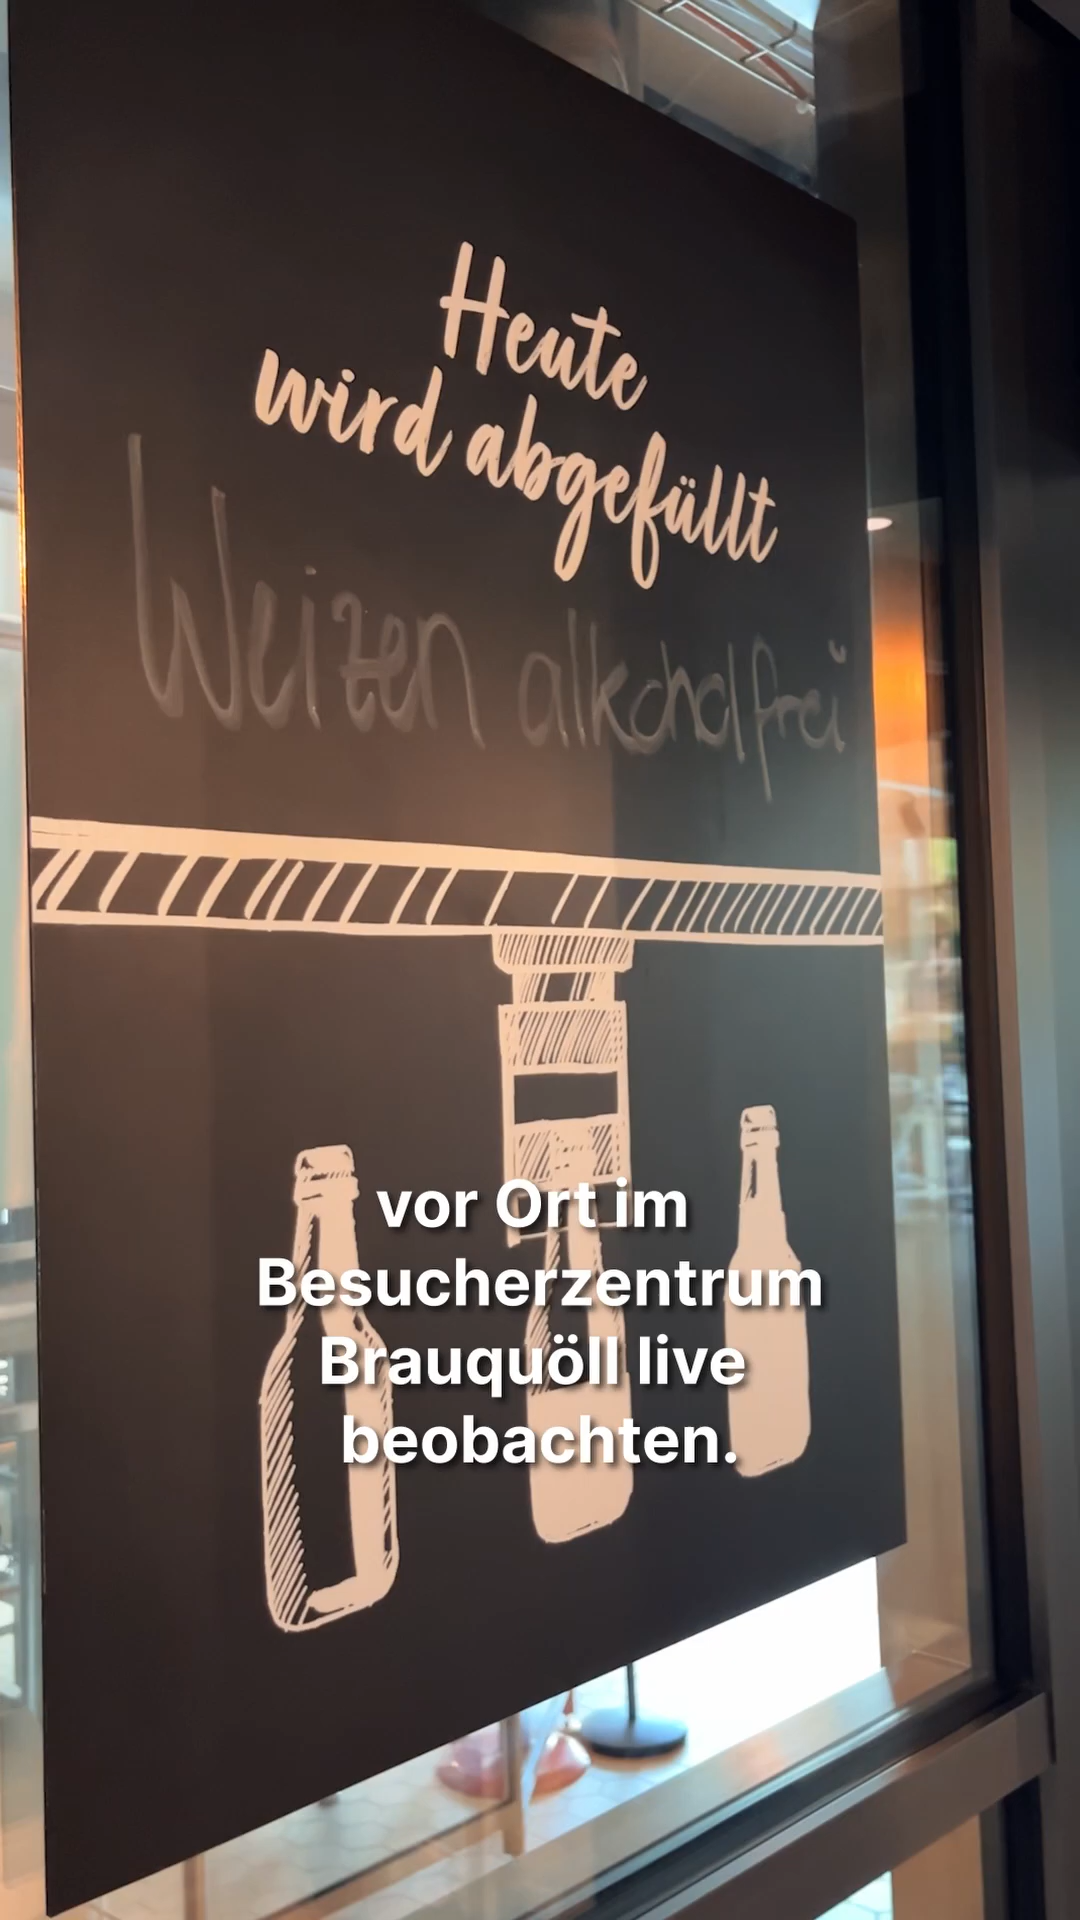 Heute
wird abgefüllt
Weizen alkoholfrei
vor Ort im
Besucherzentrum
Brauquöll live
beobachten.